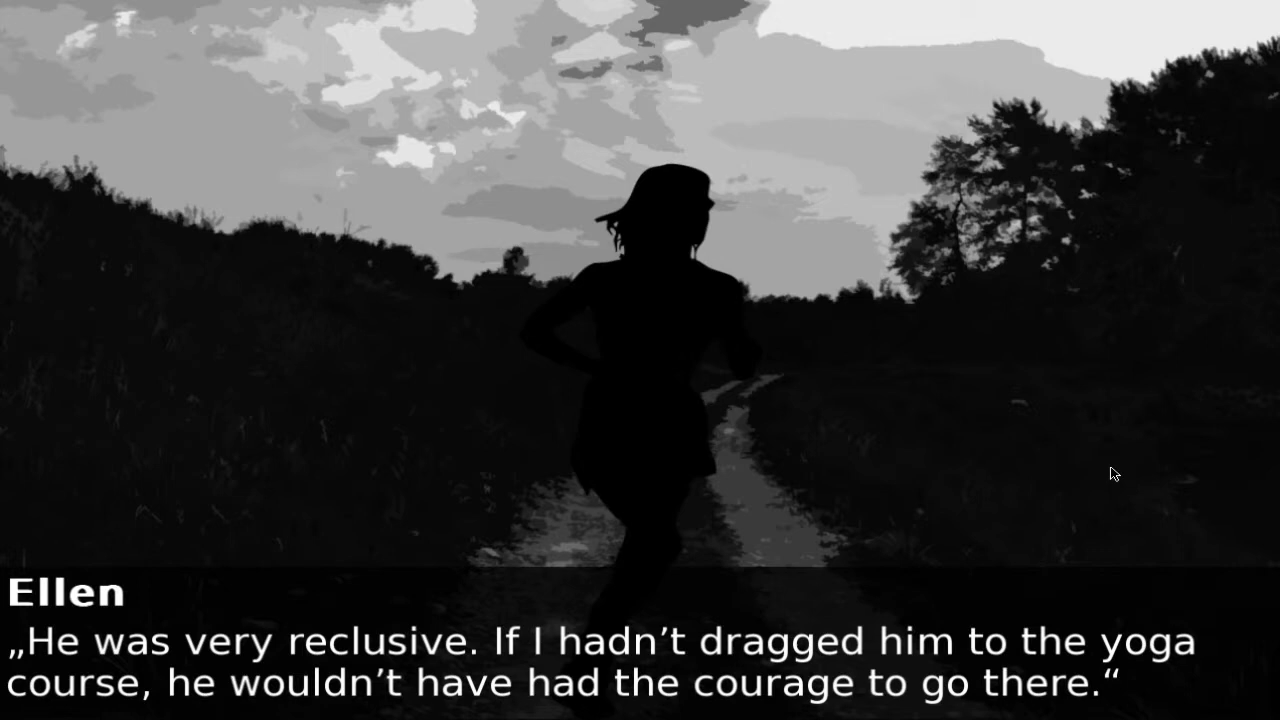 Ellen
„He was very reclusive. If I hadn’t dragged him to the yoga
course, he wouldn’t have had the courage to go there.“